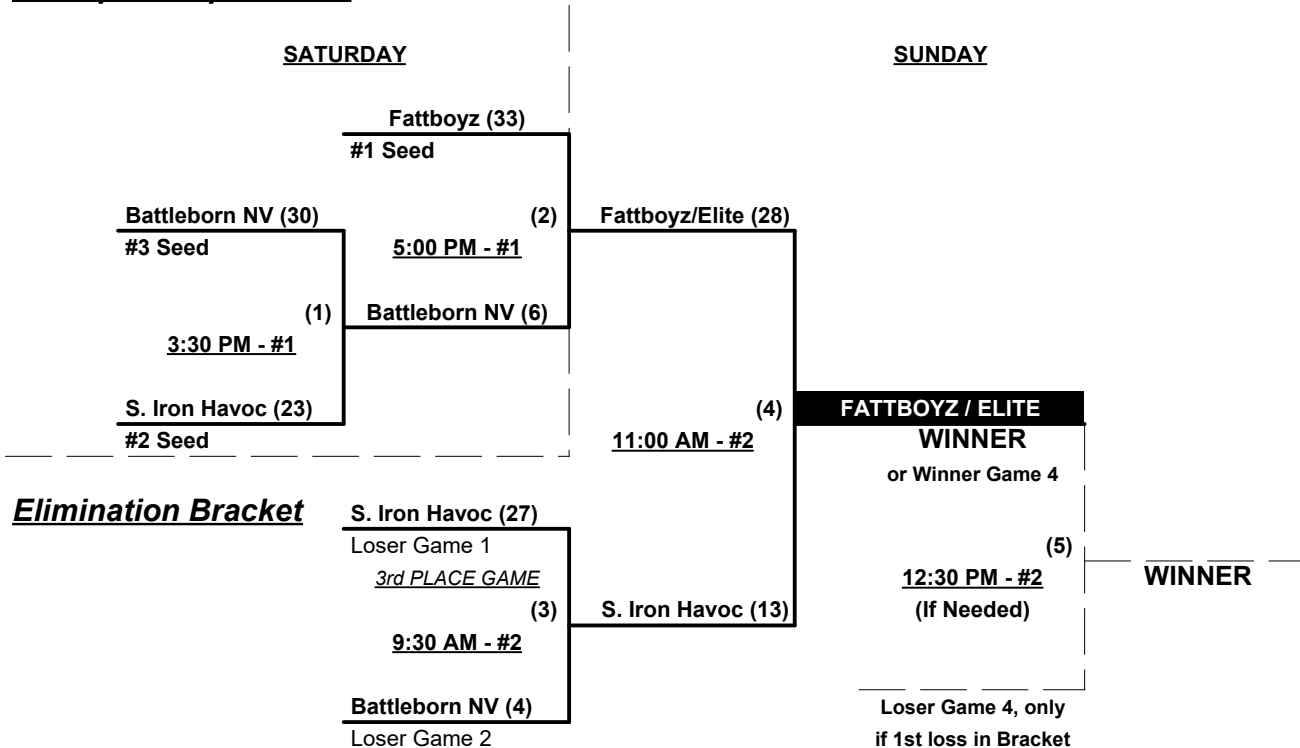 SATURDAY
SUNDAY
Fattboyz (33)
#1 Seed
Battleborn NV (30)
(2)
Fattboyz/Elite (28)
#3 Seed
5:00 PM - #1
(1)
Battleborn NV (6)
3:30 PM - #1
S. Iron Havoc (23)
(4)
FATTBOYZ / ELITE
#2 Seed
11:00 AM - #2
WINNER
or Winner Game 4
Elimination Bracket
S. Iron Havoc (27)
Loser Game 1
(5)
3rd PLACE GAME
12:30 PM - #2
WINNER
(3)
S. Iron Havoc (13)
(If Needed)
9:30 AM - #2
Battleborn NV (4)
Loser Game 4, only
Loser Game 2
if 1st loss in Bracket